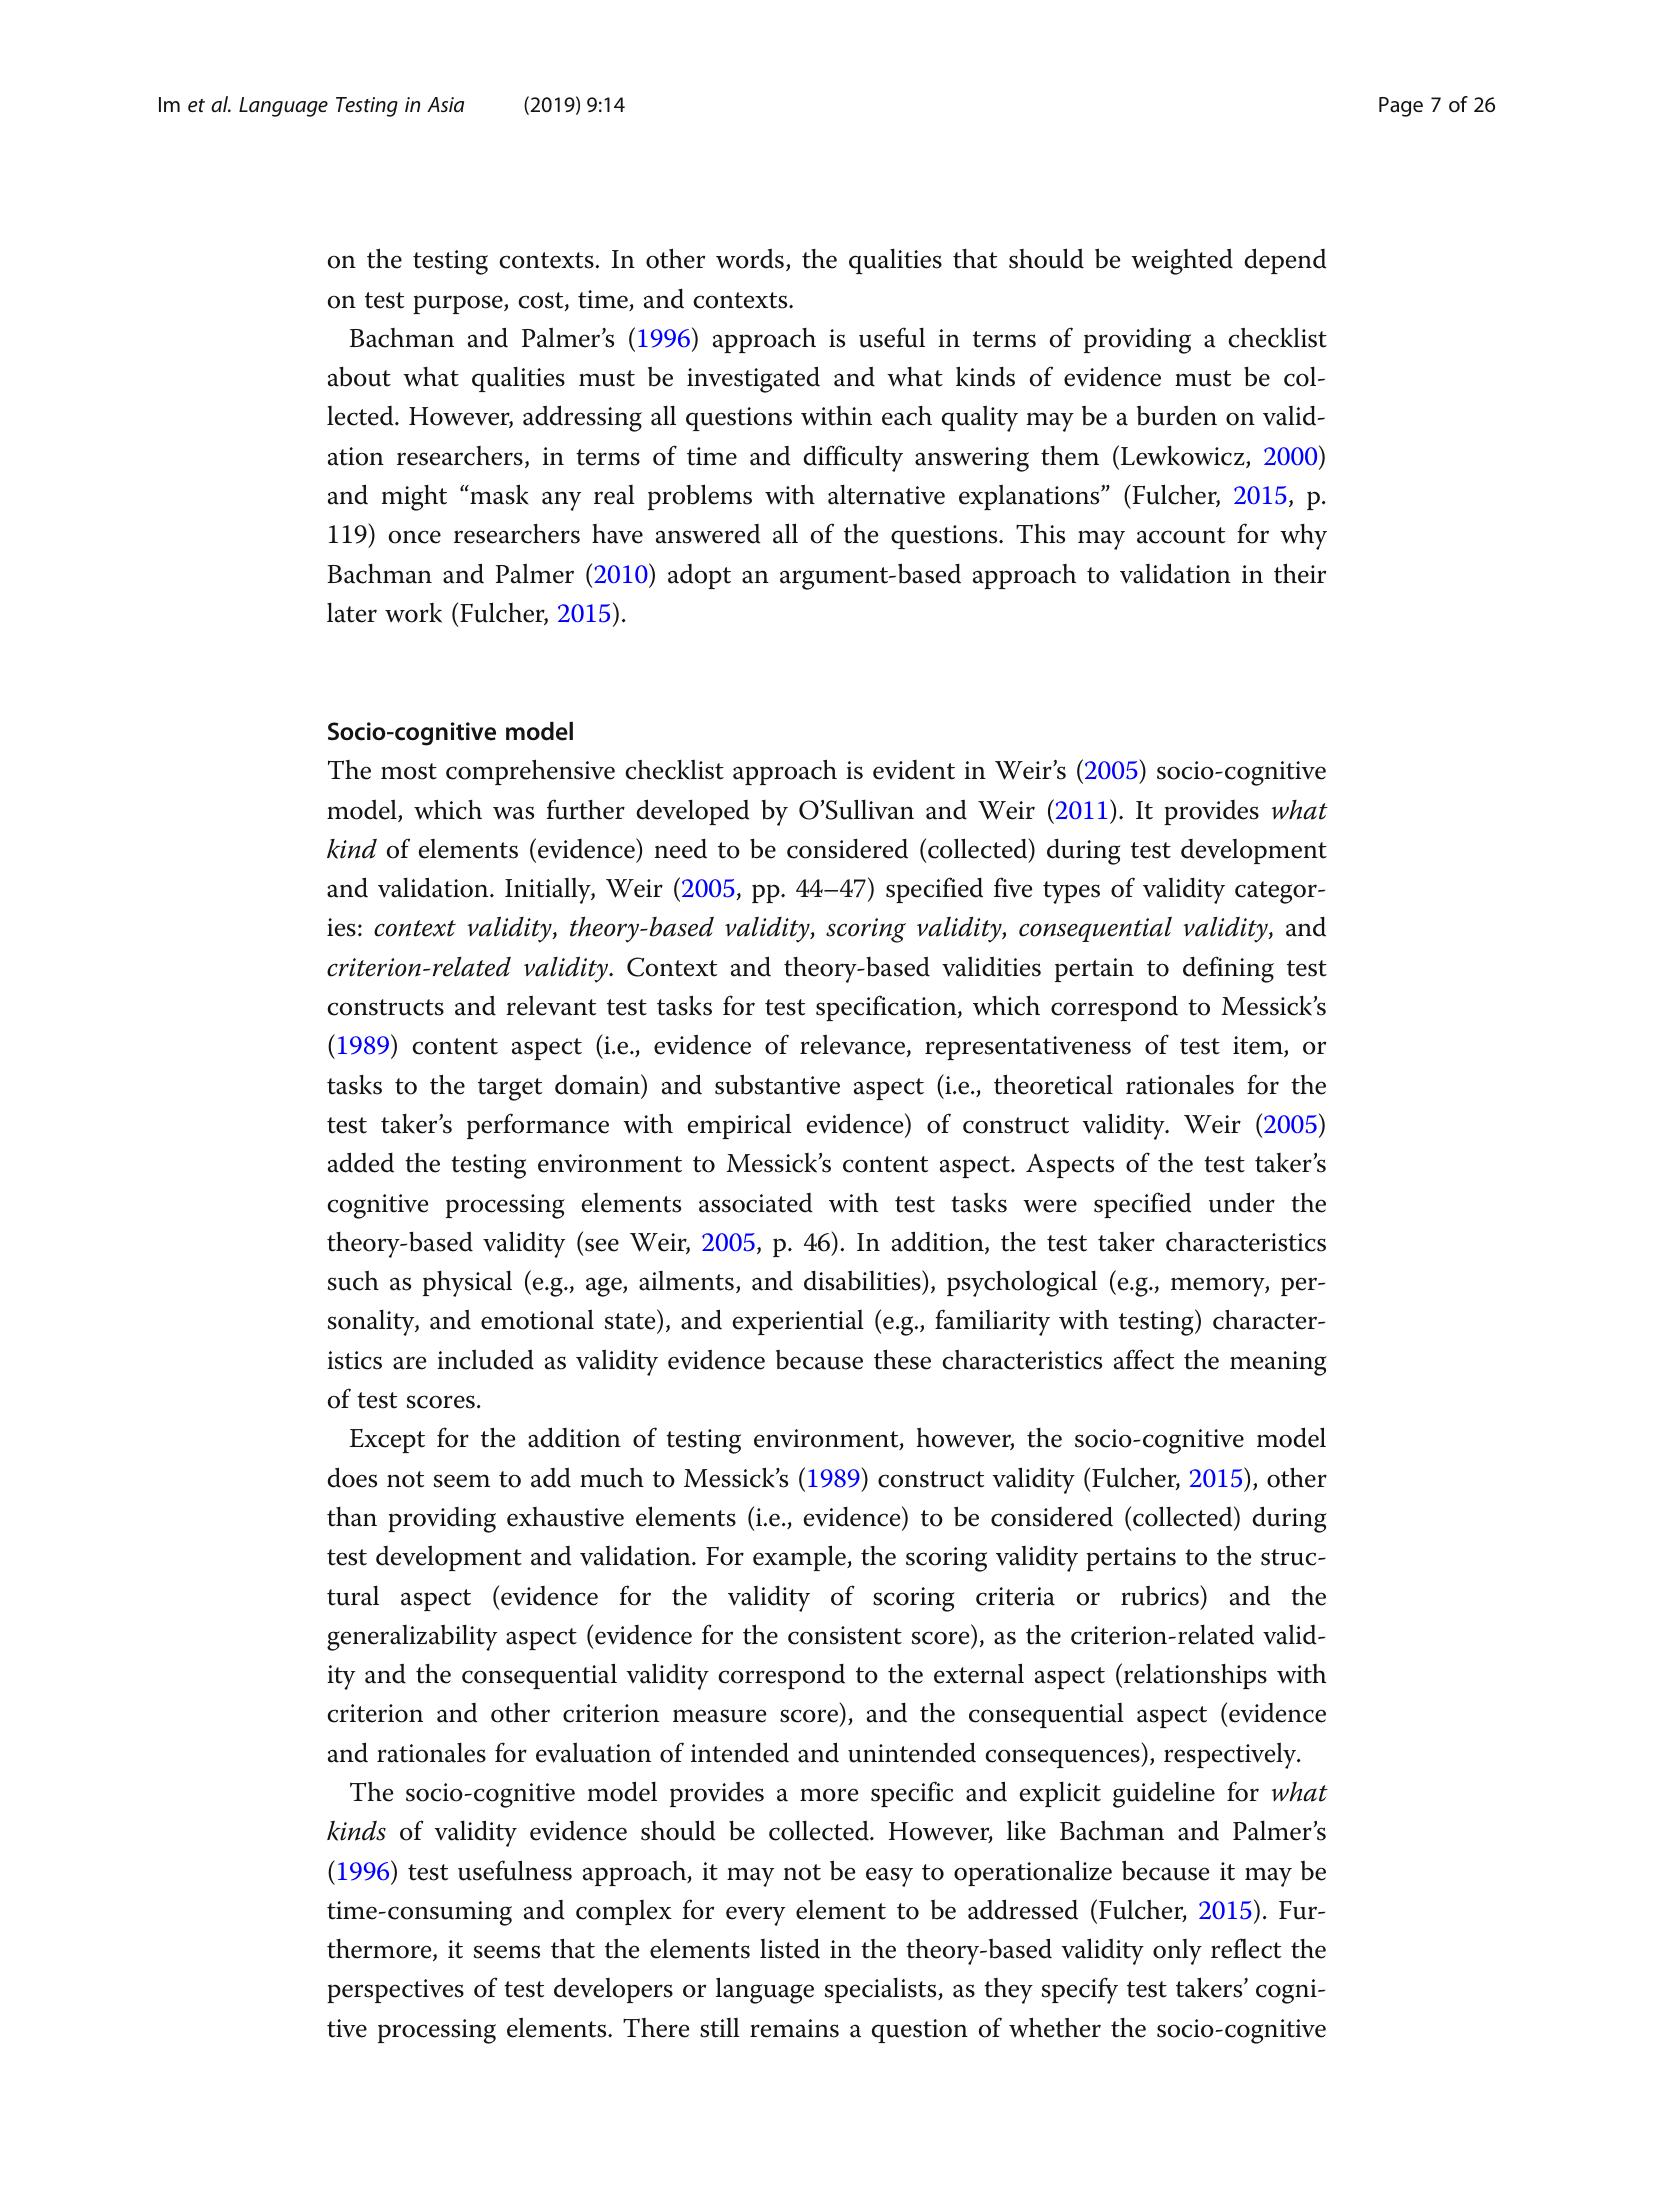 Im et al. Language Testing in Asia (2019) 9:14 Page 7 of 26
on the testing contexts. In other words, the qualities that should be weighted depend
on test purpose, cost, time, and contexts.
Bachman and Palmer’s (1996) approach is useful in terms of providing a checklist
about what qualities must be investigated and what kinds of evidence must be col-
lected. However, addressing all questions within each quality may be a burden on valid-
ation researchers, in terms of time and difficulty answering them (Lewkowicz, 2000)
and might “mask any real problems with alternative explanations” (Fulcher, 2015, p.
119) once researchers have answered all of the questions. This may account for why
Bachman and Palmer (2010) adopt an argument-based approach to validation in their
later work (Fulcher, 2015).
Socio-cognitive model
The most comprehensive checklist approach is evident in Weir’s (2005) socio-cognitive
model, which was further developed by O’Sullivan and Weir (2011). It provides what
kind of elements (evidence) need to be considered (collected) during test development
and validation. Initially, Weir (2005, pp. 44–47) specified five types of validity categor-
ies: context validity, theory-based validity, scoring validity, consequential validity, and
criterion-related validity. Context and theory-based validities pertain to defining test
constructs and relevant test tasks for test specification, which correspond to Messick’s
(1989) content aspect (i.e., evidence of relevance, representativeness of test item, or
tasks to the target domain) and substantive aspect (i.e., theoretical rationales for the
test taker’s performance with empirical evidence) of construct validity. Weir (2005)
added the testing environment to Messick’s content aspect. Aspects of the test taker’s
cognitive processing elements associated with test tasks were specified under the
theory-based validity (see Weir, 2005, p. 46). In addition, the test taker characteristics
such as physical (e.g., age, ailments, and disabilities), psychological (e.g., memory, per-
sonality, and emotional state), and experiential (e.g., familiarity with testing) character-
istics are included as validity evidence because these characteristics affect the meaning
of test scores.
Except for the addition of testing environment, however, the socio-cognitive model
does not seem to add much to Messick’s (1989) construct validity (Fulcher, 2015), other
than providing exhaustive elements (i.e., evidence) to be considered (collected) during
test development and validation. For example, the scoring validity pertains to the struc-
tural aspect (evidence for the validity of scoring criteria or rubrics) and the
generalizability aspect (evidence for the consistent score), as the criterion-related valid-
ity and the consequential validity correspond to the external aspect (relationships with
criterion and other criterion measure score), and the consequential aspect (evidence
and rationales for evaluation of intended and unintended consequences), respectively.
The socio-cognitive model provides a more specific and explicit guideline for what
kinds of validity evidence should be collected. However, like Bachman and Palmer’s
(1996) test usefulness approach, it may not be easy to operationalize because it may be
time-consuming and complex for every element to be addressed (Fulcher, 2015). Fur-
thermore, it seems that the elements listed in the theory-based validity only reflect the
perspectives of test developers or language specialists, as they specify test takers’ cogni-
tive processing elements. There still remains a question of whether the socio-cognitive